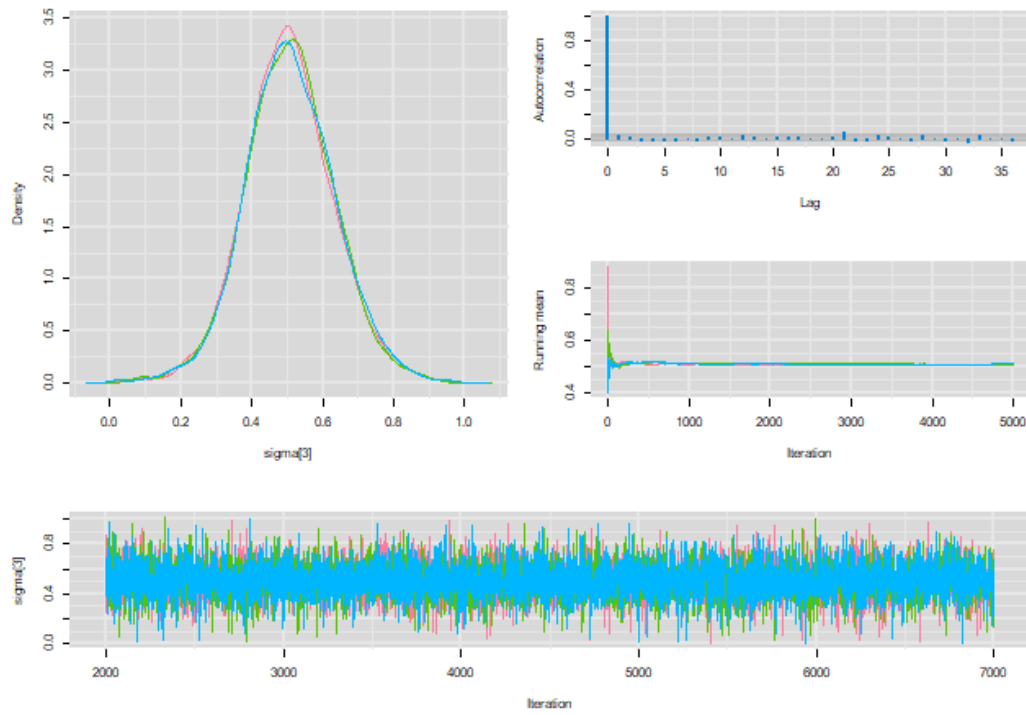 3.5
3.0
2.5
2.0
1.5
1.0
0.5
0.0
Density
0.0 0.2 0.4 0.6 0.8 1.0
sigma[3]
0.8
0.4
0.0
Autocorrelation
0 5 10 15 20 25 30 35
Lag
0.8
0.6
0.4
Running mean
0 1000 2000 3000 4000 5000
Iteration
0.8
0.4
0.0
sigma[3]
2000 3000 4000 5000 6000 7000
Iteration